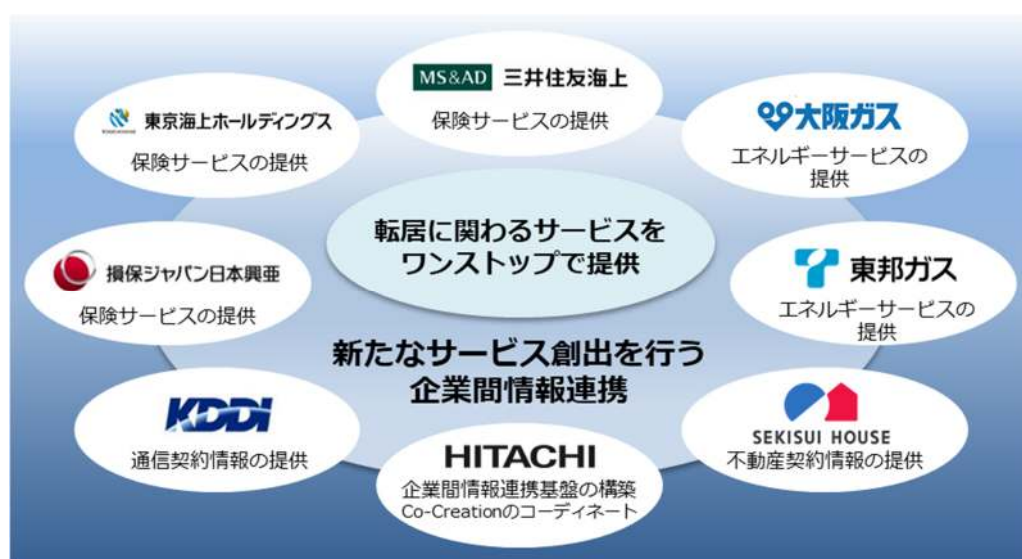 MS&AD 三井住友海上
保険サービスの提供
東京海上ホールディングス
保険サービスの提供
大阪ガス
エネルギーサービスの
提供
転居に関わるサービスを
ワンストップで提供
損保ジャパン日本興亜
保険サービスの提供
東邦ガス
エネルギーサービスの
提供
新たなサービス創出を行う
企業間情報連携
KDDI
通信契約情報の提供
SEKISUI HOUSE
不動産契約情報の提供
HITACHI
企業間情報連携基盤の構築
Co-Creationのコーディネート